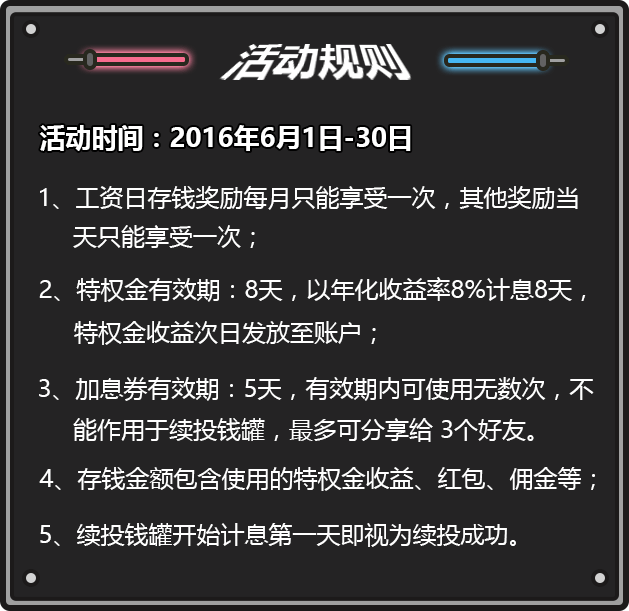 活动规则
活动时间：2016年6月1日-30日
1、工资日存钱奖励每月只能享受一次，其他奖励当
天只能享受一次；
2、特权金有效期：8天，以年化收益率8%计息8天，
特权金收益次日发放至账户；
3、加息券有效期：5天，有效期内可使用无数次，不
能作用于续投钱罐，最多可分享给 3个好友。
4、存钱金额包含使用的特权金收益、红包、佣金等；
5、续投钱罐开始计息第一天即视为续投成功。